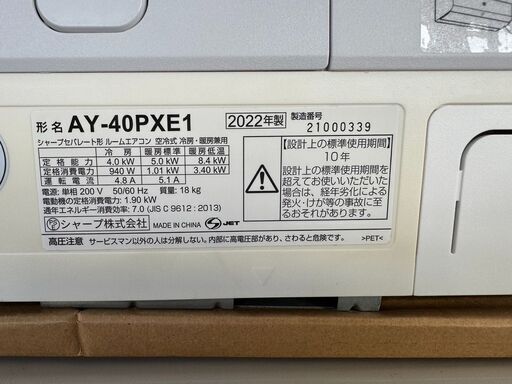 形名 AY-40PXE1 2022年製 製造番号 21000339
シャープセパレート形 ルームエアコン 空冷式 冷房・暖房兼用
冷房 暖房標準 暖房低温
定格能力 4.0 kW 5.0 kW 8.4 kW
定格消費電力 940 W 1.01 kW 3.40 kW
運転電流 4.8 A 5.1 A
電源: 単相 200 V 50/60 Hz 質量: 18 kg
電動機の定格消費電力: 1.90 kW
通年エネルギー消費効率: 7.0 (JIS C 9612 : 2013)
シャープ株式会社 MADE IN CHINA JET
高圧注意 サービスマン以外の人は分解しない。内部に高電圧部があり、さわると危険です。
【設計上の標準使用期間】
10年
設計上の標準使用期間を
超えてお使いいただいた
場合は、経年劣化による
発火・けが等の事故に至
るおそれがあります。
>PET<